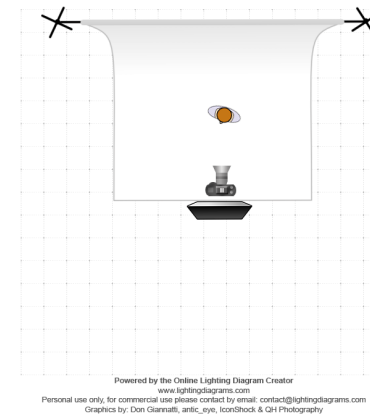 Powered by the Online Lighting Diagram Creator
www.lightingdiagrams.com
Personal use only, for commercial use please contact by email: contact@lightingdiagrams.com
Graphics by: Don Giannatti, antic_eye, IconShock & QH Photography